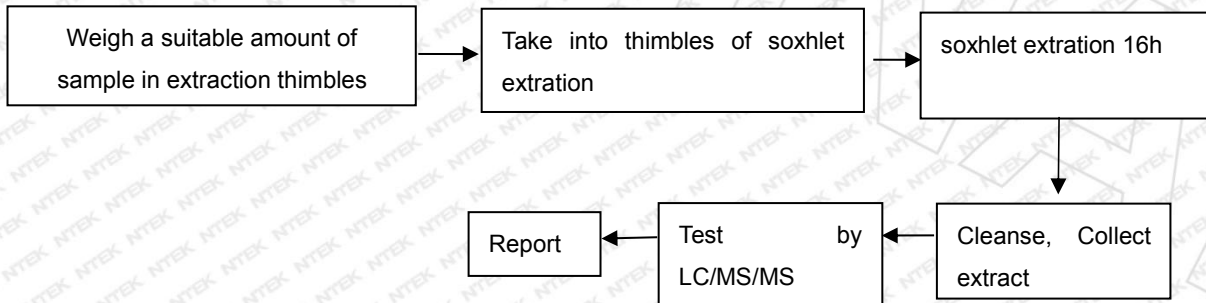 Weigh a suitable amount of
sample in extraction thimbles
Take into thimbles of soxhlet
extration
soxhlet extration 16h
Cleanse, Collect
extract
Test by
LC/MS/MS
Report